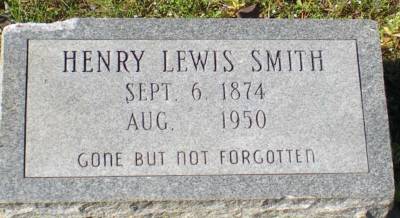 HENRY LEWIS SMITH
SEPT. 6, 1874
AUG. 1950
GONE BUT NOT FORGOTTEN